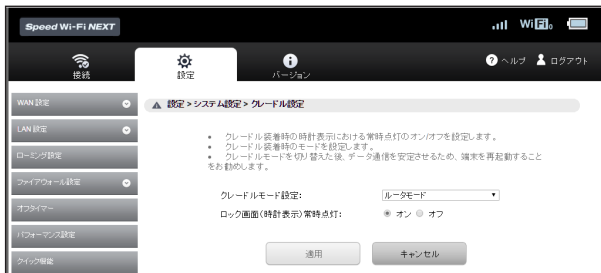 Speed Wi-Fi NEXT
WiFi
接続
設定
バージョン
ヘルプ
ログアウト
WAN 設定
設定 > システム設定 > クレードル設定
LAN 設定
• クレードル装着時の時計表示における常時点灯のオン/オフを設定します。
• クレードル装着時のモードを設定します。
ローミング設定
• クレードルモードを切り替えた後、データ通信を安定させるため、端末を再起動すること
をお勧めします。
ファイアウォール設定
クレードルモード設定: ルータモード
オフタイマー
ロック画面(時計表示)常時点灯: オン オフ
パフォーマンス設定
適用 キャンセル
クイック機能